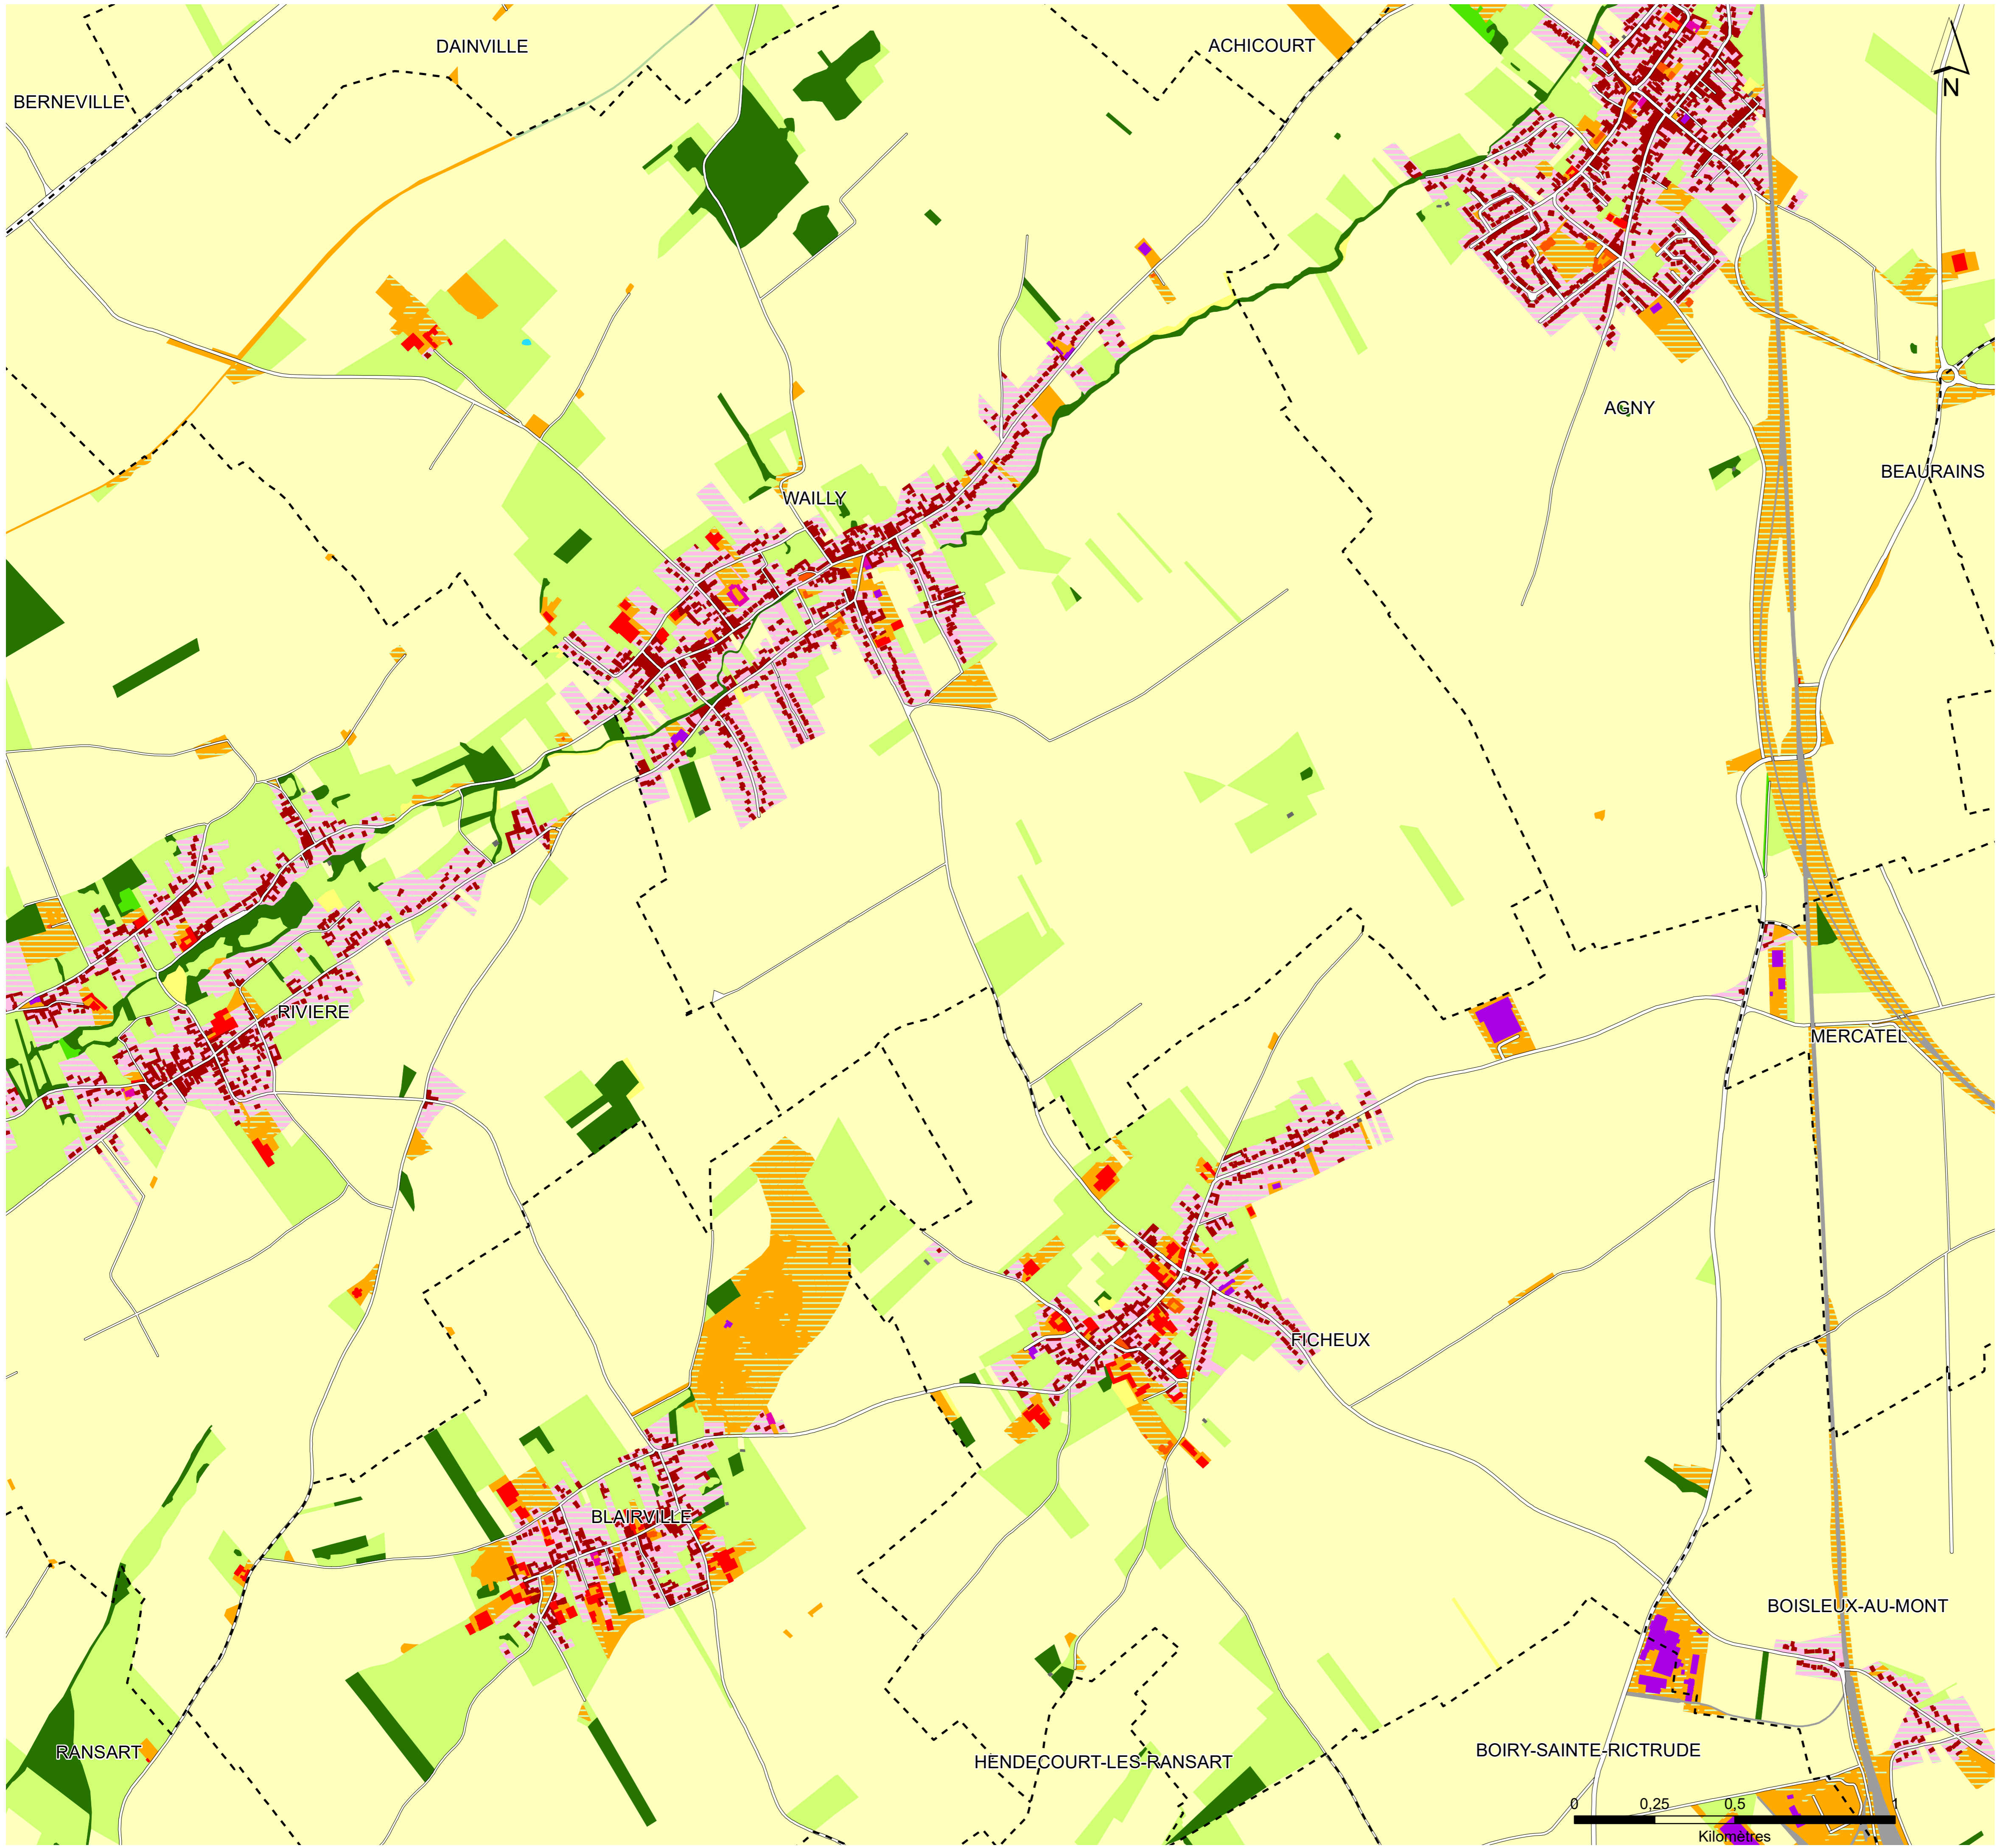 DAINVILLE
ACHICOURT
BERNEVILLE
N
AGNY
BEAURAINS
WAILLY
RIVIERE
MERCATEL
FICHEUX
BLAIRVILLE
BOISLEUX-AU-MONT
RANSART
HENDECOURT-LES-RANSART
BOIRY-SAINTE-RICTRUDE
0 0,25 0,5 1
Kilomètres